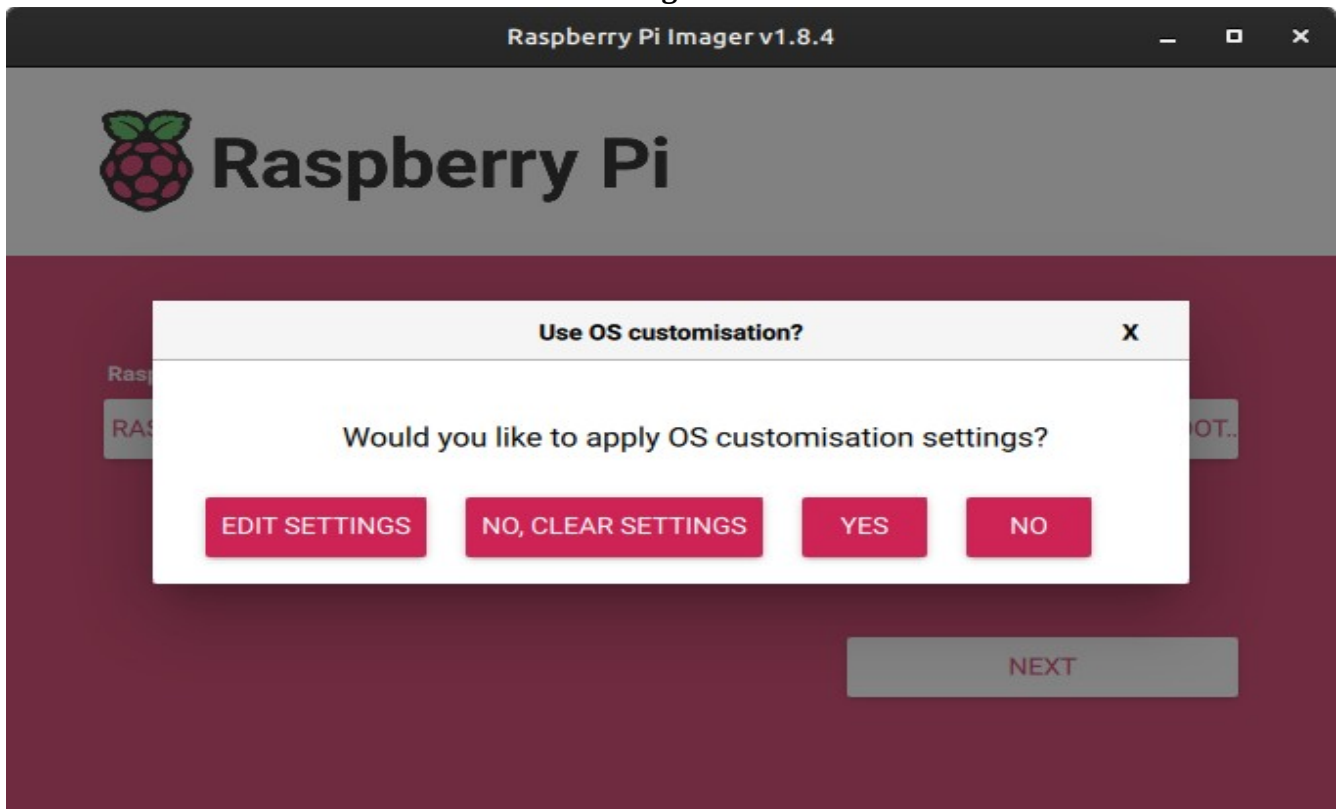 Raspberry Pi Imager v1.8.4
Raspberry Pi
Use OS customisation?
X
Would you like to apply OS customisation settings?
EDIT SETTINGS
NO, CLEAR SETTINGS
YES
NO
NEXT